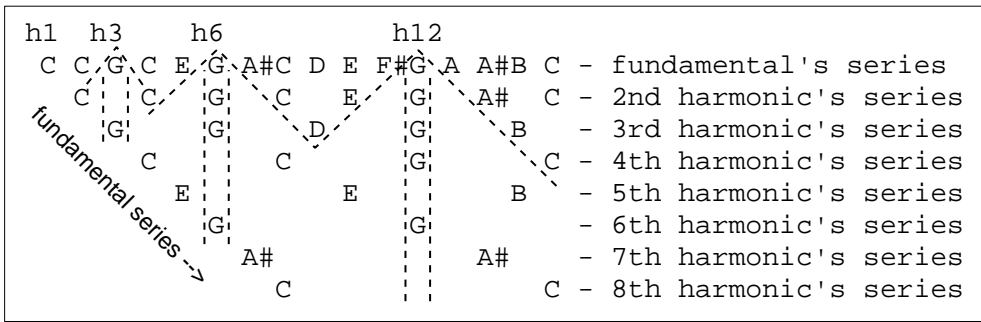 h1 h3 h6 h12
C C G C E G A#C D E F#G A A#B C - fundamental's series
C C G C E G A# C - 2nd harmonic's series
G G D G B - 3rd harmonic's series
C C G C - 4th harmonic's series
E E B - 5th harmonic's series
G G - 6th harmonic's series
A# A# - 7th harmonic's series
C C - 8th harmonic's series
fundamental series --->